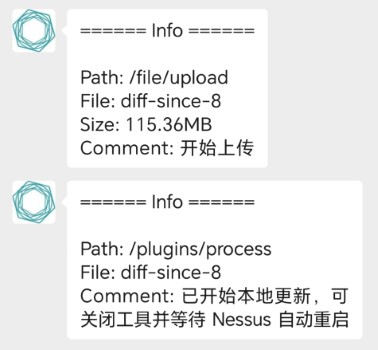 ====== Info ======
Path: /file/upload
File: diff-since-8
Size: 115.36MB
Comment: 开始上传
====== Info ======
Path: /plugins/process
File: diff-since-8
Comment: 已开始本地更新，可
关闭工具并等待 Nessus 自动重启